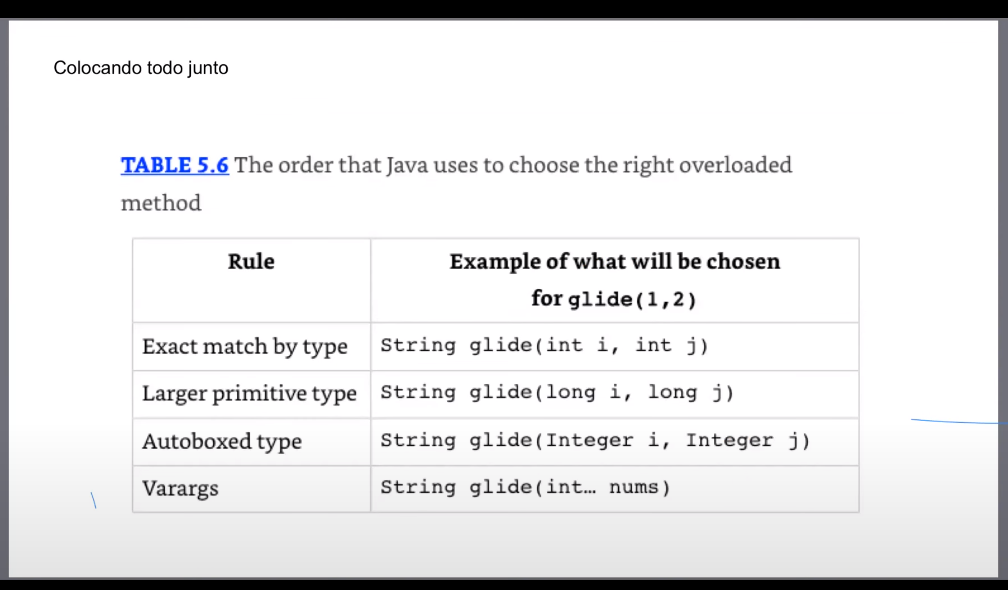 Colocando todo junto
TABLE 5.6 The order that Java uses to choose the right overloaded
method
Rule
Example of what will be chosen
for glide(1,2)
Exact match by type
String glide(int i, int j)
Larger primitive type
String glide(long i, long j)
Autoboxed type
String glide(Integer i, Integer j)
Varargs
String glide(int… nums)